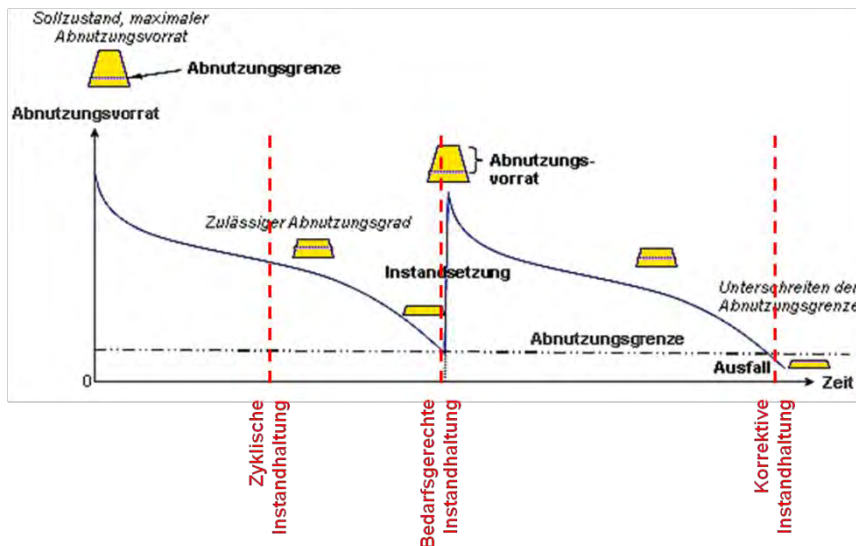 Sollzustand, maximaler
Abnutzungsvorrat
Abnutzungsgrenze
Abnutzungsvorrat
Abnutzungs-
vorrat
Zulässiger Abnutzungsgrad
Instandsetzung
Unterschreiten der
Abnutzungsgrenze
Abnutzungsgrenze
Ausfall
0
Zeit
Zyklische
Instandhaltung
Bedarfsgerechte
Instandhaltung
Korrektive
Instandhaltung